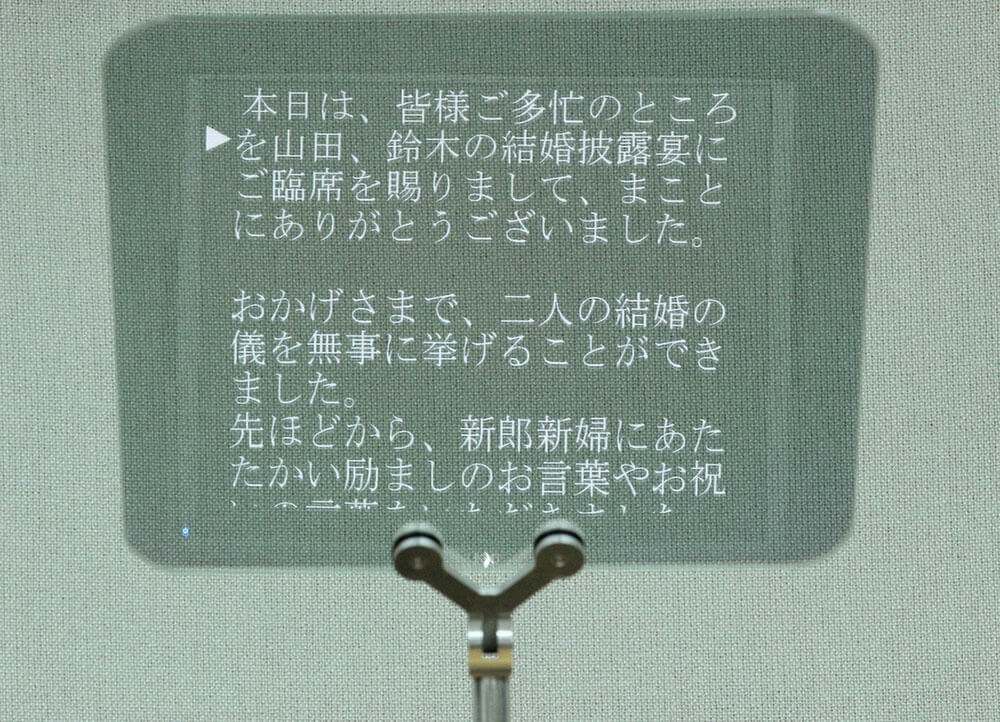 本日は、皆様ご多忙のところ
を山田、鈴木の結婚披露宴に
ご臨席を賜りまして、まこと
にありがとうございました。
おかげさまで、二人の結婚の
儀を無事に挙げることができ
ました。
先ほどから、新郎新婦にあた
たかい励ましのお言葉やお祝